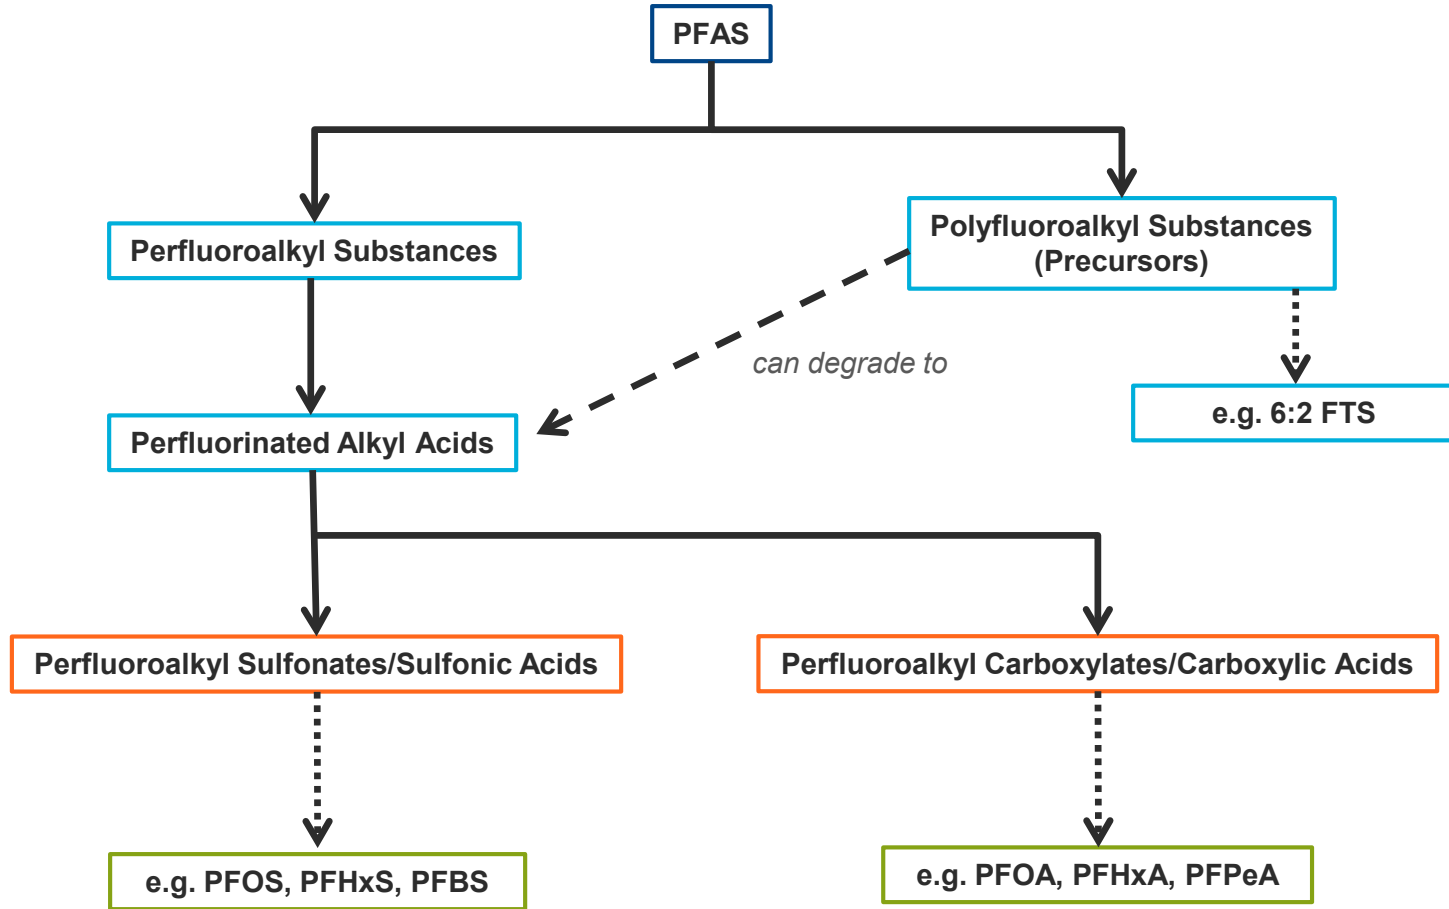 PFAS
Perfluoroalkyl Substances
Polyfluoroalkyl Substances
(Precursors)
can degrade to
e.g. 6:2 FTS
Perfluorinated Alkyl Acids
Perfluoroalkyl Sulfonates/Sulfonic Acids
Perfluoroalkyl Carboxylates/Carboxylic Acids
e.g. PFOS, PFHxS, PFBS
e.g. PFOA, PFHxA, PFPeA